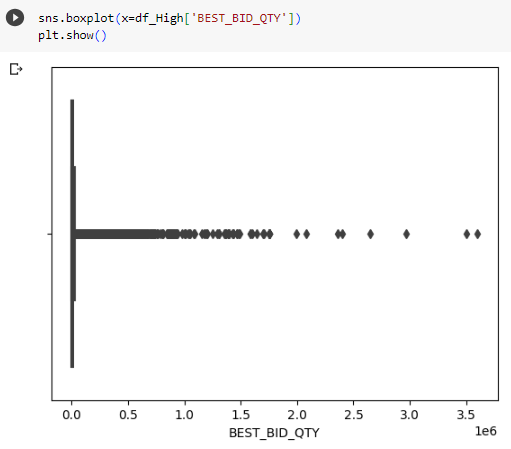 sns.boxplot(x=df_High['BEST_BID_QTY'])
plt.show()
0.0 0.5 1.0 1.5 2.0 2.5 3.0 3.5
1e6
BEST_BID_QTY